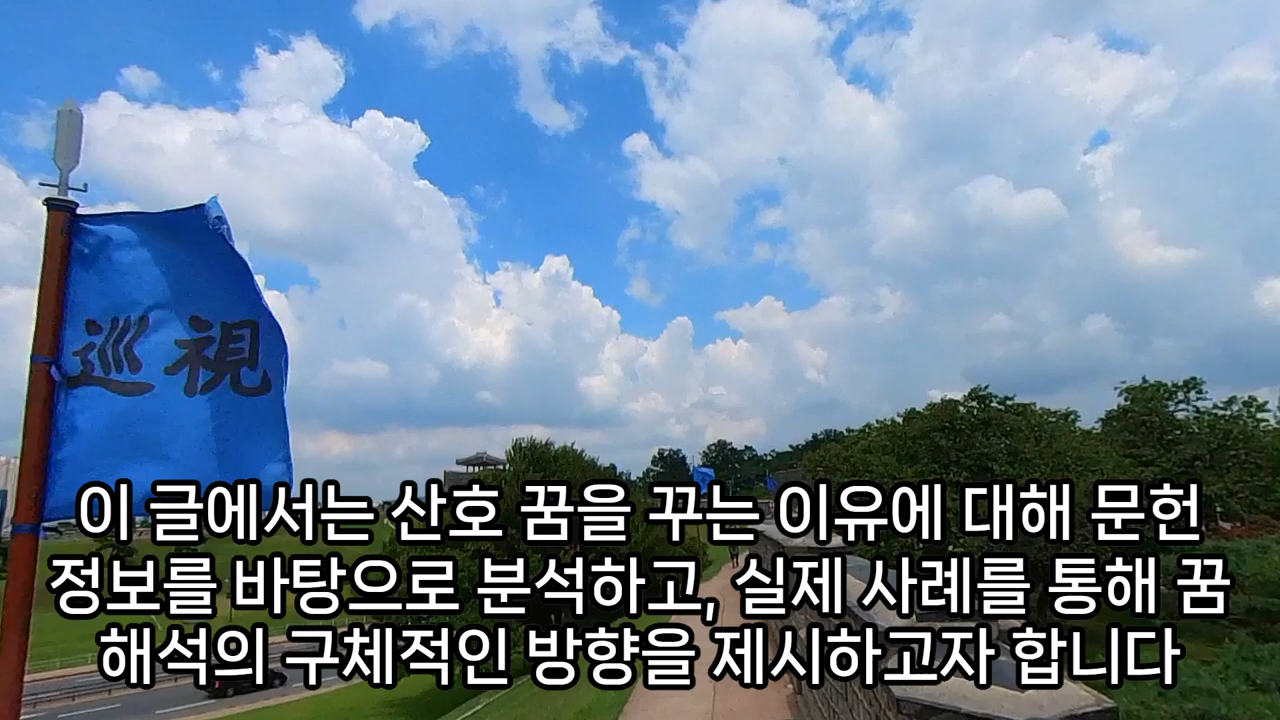 巡視
이 글에서는 산호 꿈을 꾸는 이유에 대해 문헌
정보를 바탕으로 분석하고, 실제 사례를 통해 꿈
해석의 구체적인 방향을 제시하고자 합니다